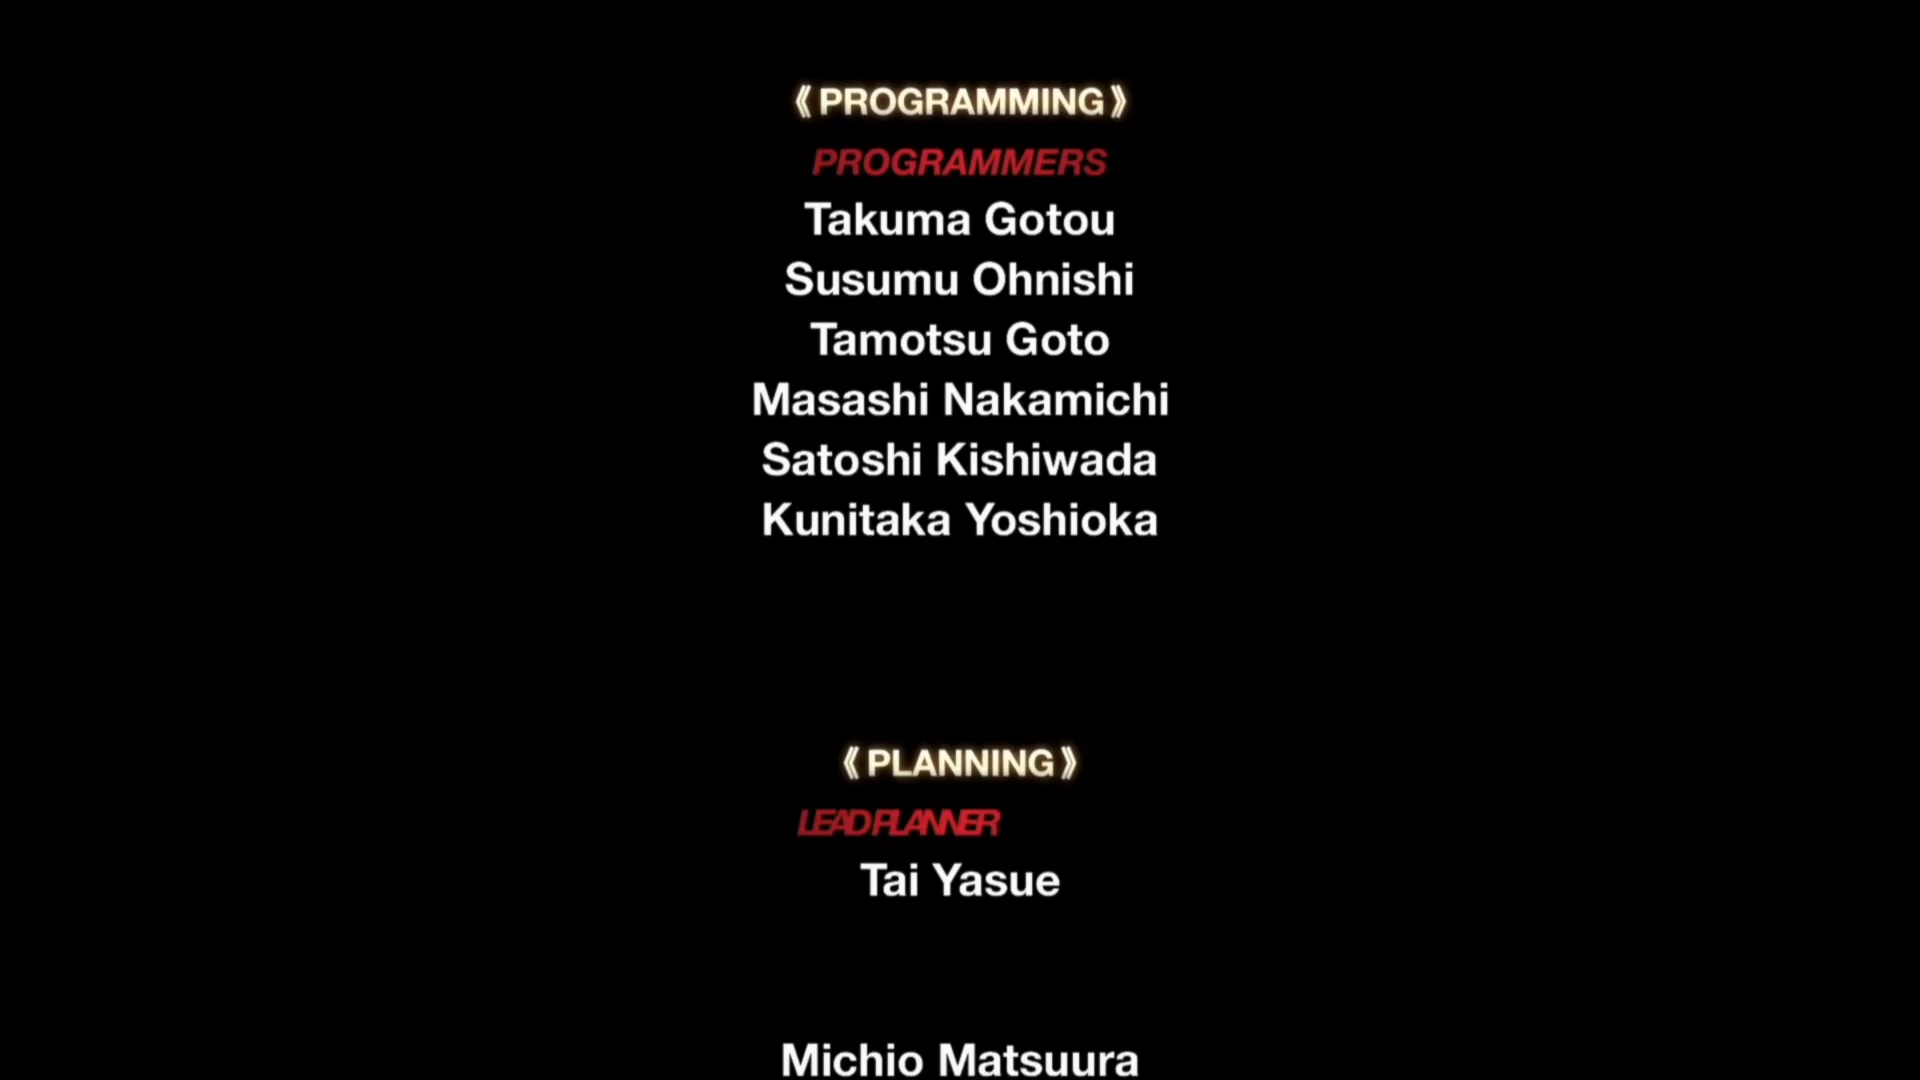 《PROGRAMMING》
PROGRAMMERS
Takuma Gotou
Susumu Ohnishi
Tamotsu Goto
Masashi Nakamichi
Satoshi Kishiwada
Kunitaka Yoshioka
《PLANNING》
LEAD PLANNER
Tai Yasue
Michio Matsuura